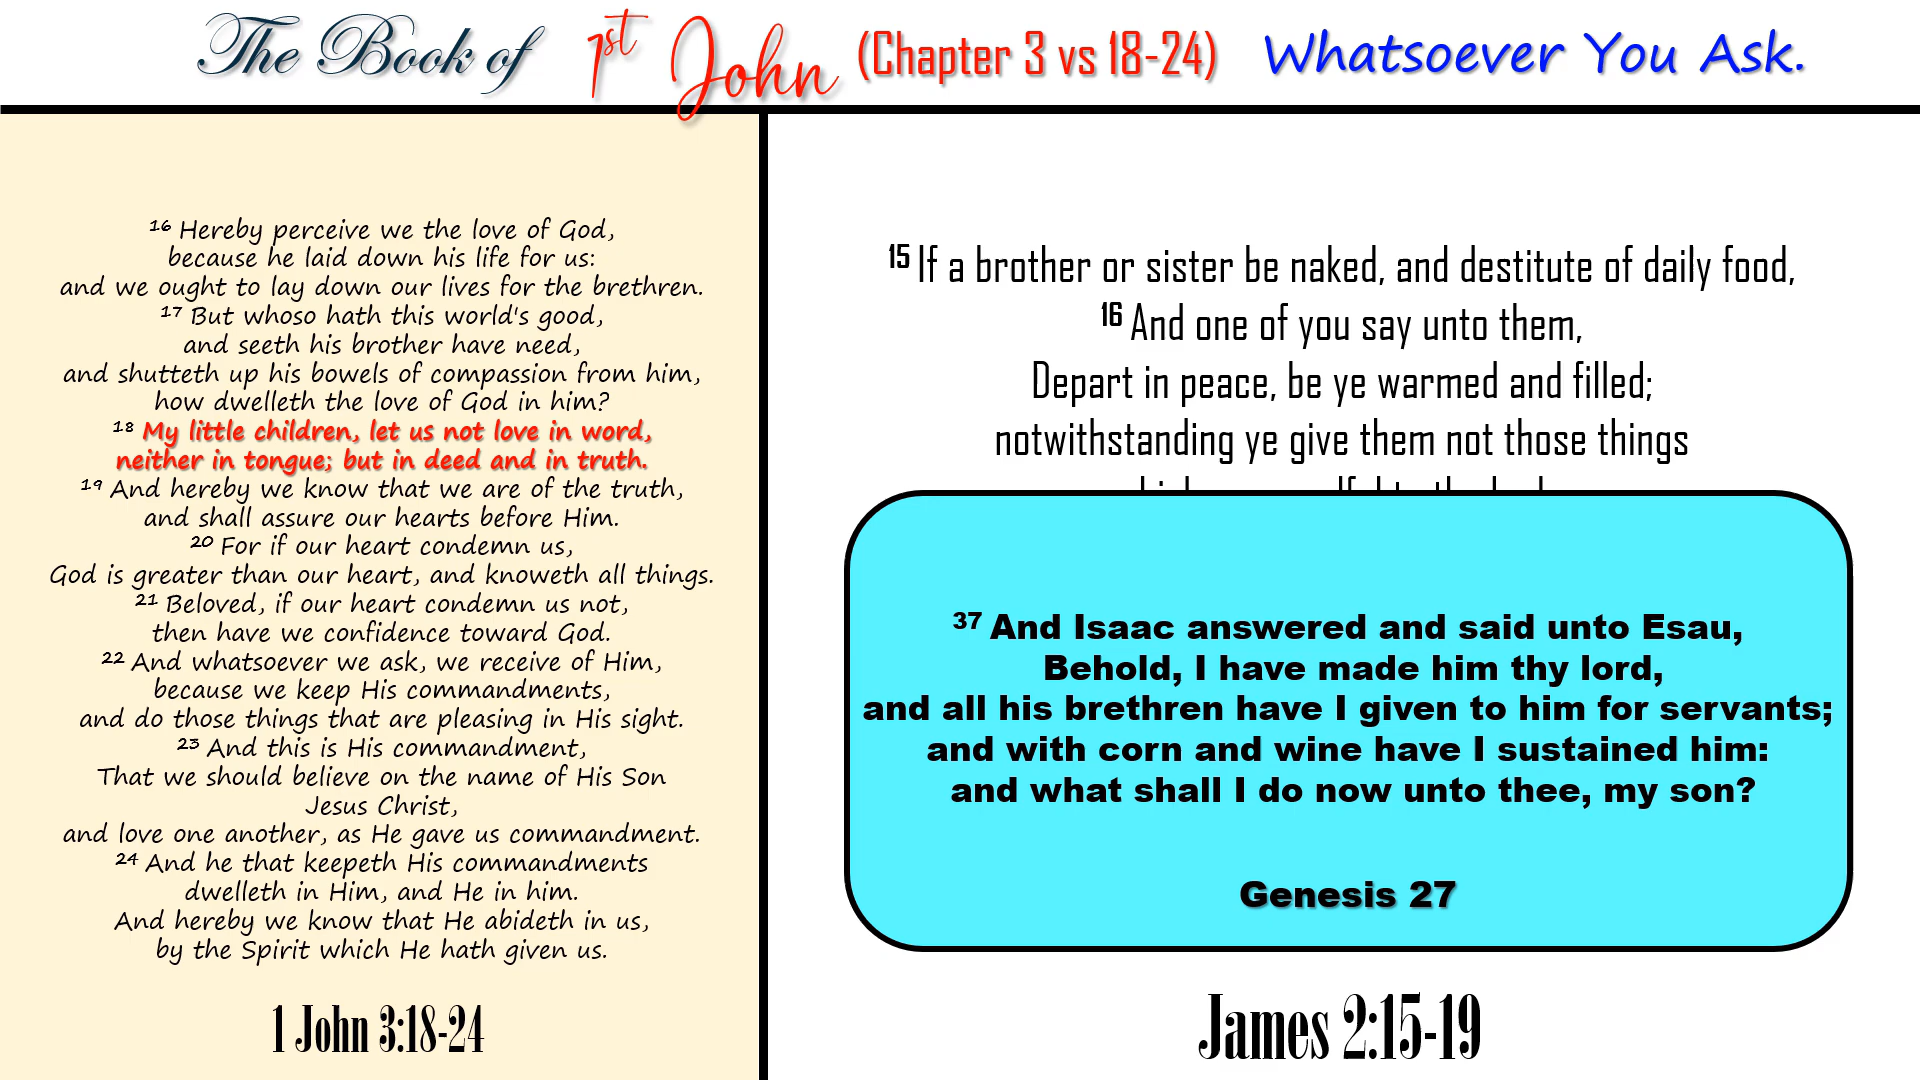 The Book of 1st John (Chapter 3 vs 18-24) Whatsoever You Ask.
16 Hereby perceive we the love of God,
because he laid down his life for us:
and we ought to lay down our lives for the brethren.
17 But whoso hath this world's good,
and seeth his brother have need,
and shutteth up his bowels of compassion from him,
how dwelleth the love of God in him?
18 My little children, let us not love in word,
neither in tongue; but in deed and in truth.
19 And hereby we know that we are of the truth,
and shall assure our hearts before Him.
20 For if our heart condemn us,
God is greater than our heart, and knoweth all things.
21 Beloved, if our heart condemn us not,
then have we confidence toward God.
22 And whatsoever we ask, we receive of Him,
because we keep His commandments,
and do those things that are pleasing in His sight.
23 And this is His commandment,
That we should believe on the name of His Son
Jesus Christ,
and love one another, as He gave us commandment.
24 And he that keepeth His commandments
dwelleth in Him, and He in him.
And hereby we know that He abideth in us,
by the Spirit which He hath given us.
1 John 3:18-24
15 If a brother or sister be naked, and destitute of daily food,
16 And one of you say unto them,
Depart in peace, be ye warmed and filled;
notwithstanding ye give them not those things
37 And Isaac answered and said unto Esau,
Behold, I have made him thy lord,
and all his brethren have I given to him for servants;
and with corn and wine have I sustained him:
and what shall I do now unto thee, my son?
Genesis 27
James 2:15-19